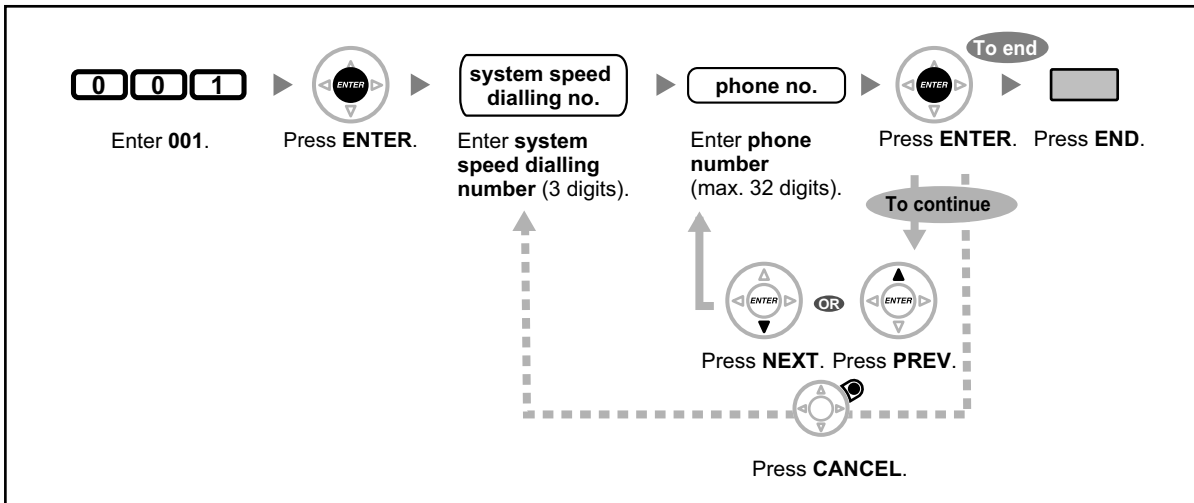 To end
0 0 1
ENTER
system speed
dialling no.
phone no.
ENTER
Enter 001.
Press ENTER.
Enter system
speed dialling
number (3 digits).
Enter phone
number
(max. 32 digits).
Press ENTER.
Press END.
To continue
ENTER
OR
ENTER
Press NEXT.
Press PREV.
Press CANCEL.